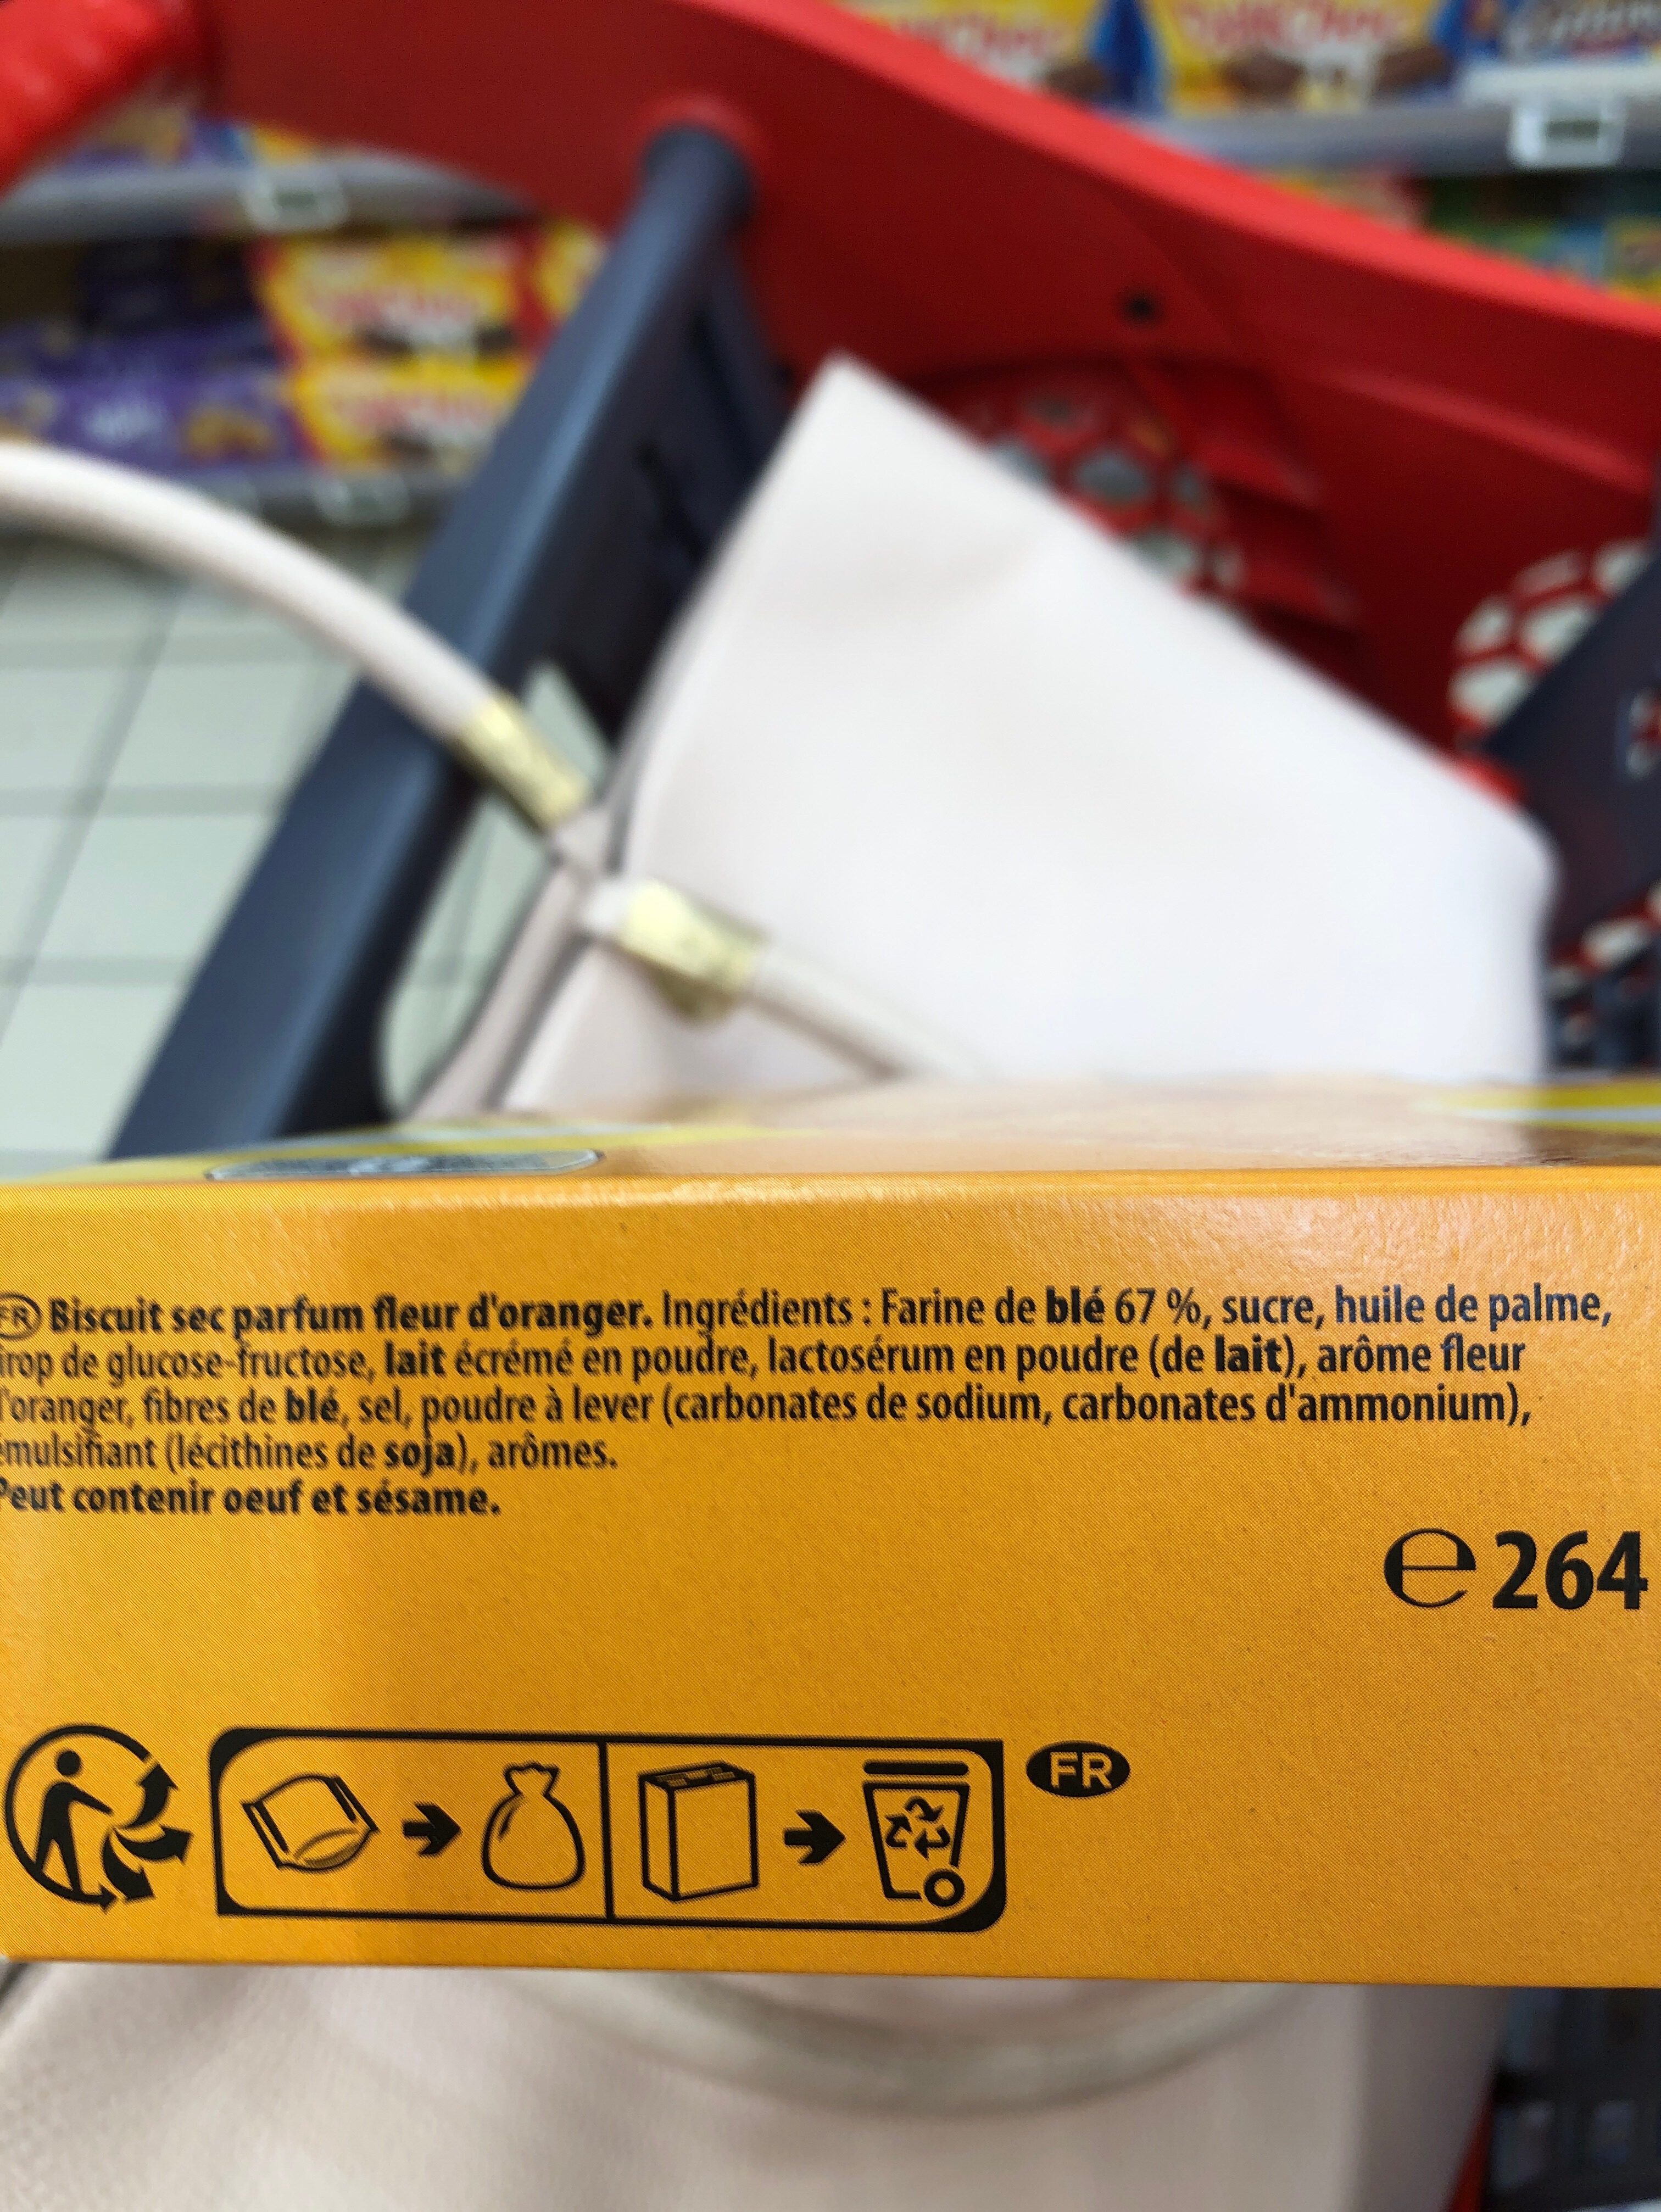 FR Biscuit sec parfum fleur d'oranger. Ingrédients : Farine de blé 67 %, sucre, huile de palme,
irop de glucose-fructose, lait écrémé en poudre, lactosérum en poudre (de lait), arôme fleur
d'oranger, fibres de blé, sel, poudre à lever (carbonates de sodium, carbonates d'ammonium),
émulsifiant (lécithines de soja), arômes.
Peut contenir oeuf et sésame.
e 264
FR